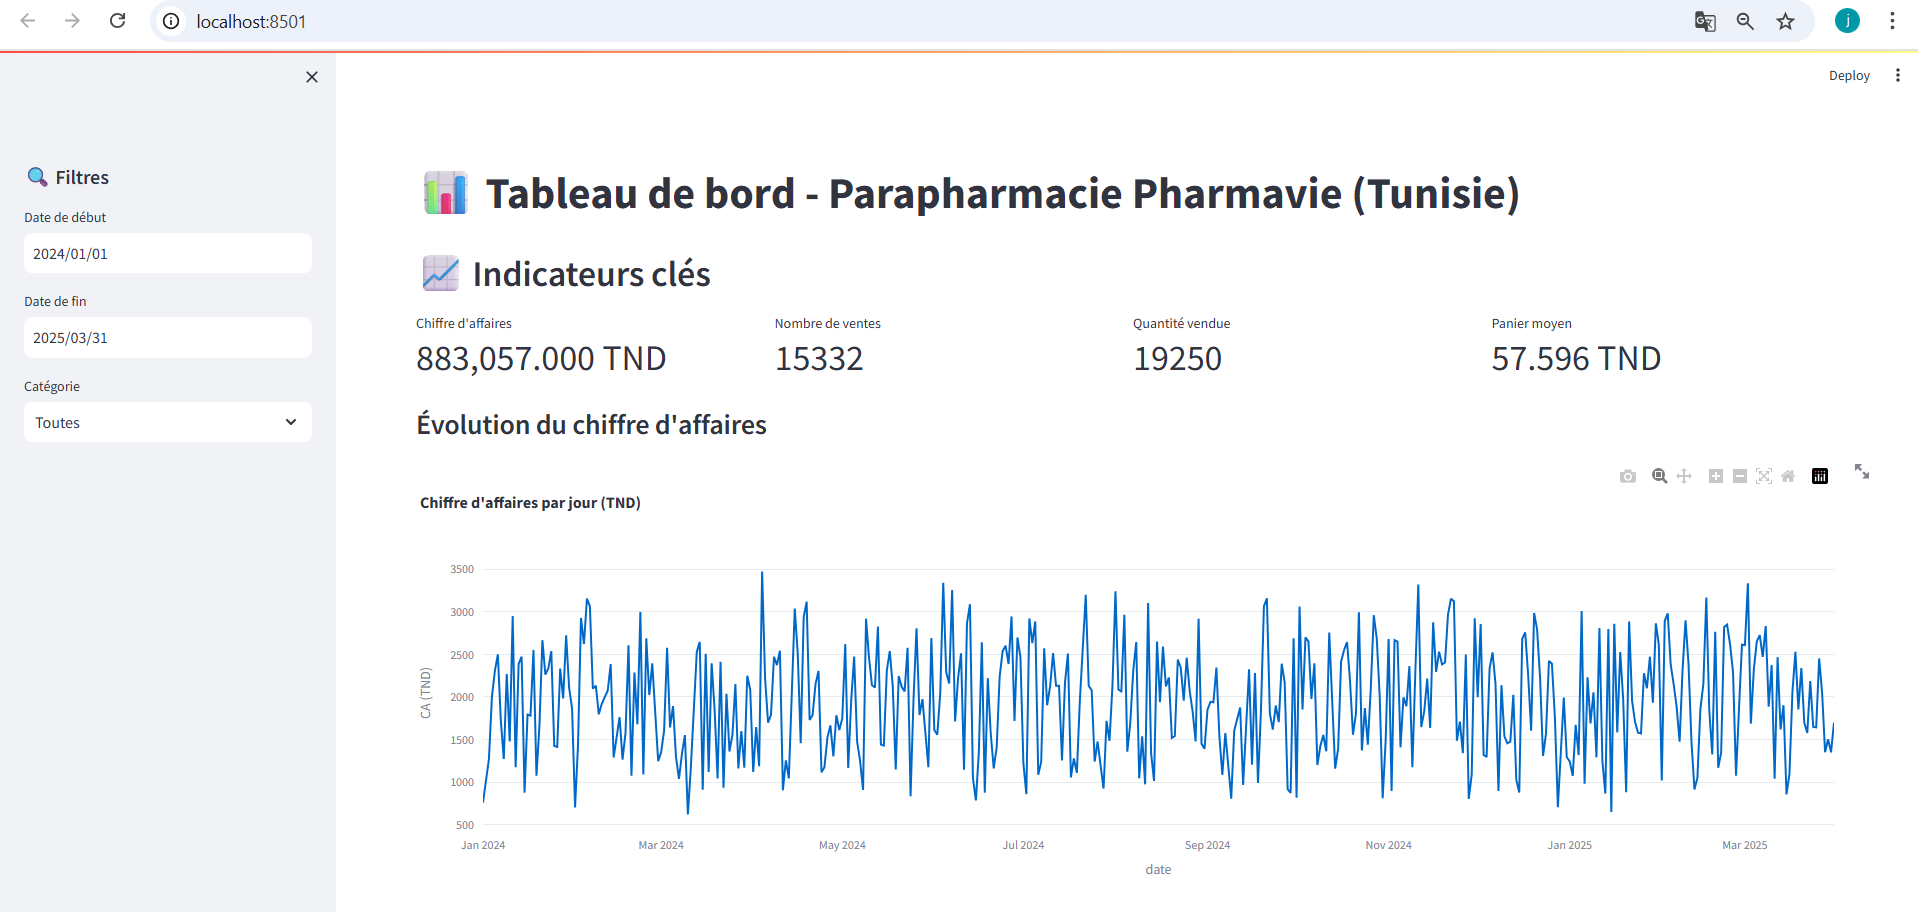 localhost:8501
j
Deploy
Filtres
Date de début
2024/01/01
Date de fin
2025/03/31
Catégorie
Toutes
Tableau de bord - Parapharmacie Pharmavie (Tunisie)
Indicateurs clés
Chiffre d'affaires
883,057.000 TND
Nombre de ventes
15332
Quantité vendue
19250
Panier moyen
57.596 TND
Évolution du chiffre d'affaires
Chiffre d'affaires par jour (TND)
CA (TND)
3500
3000
2500
2000
1500
1000
500
Jan 2024 Mar 2024 May 2024 Jul 2024 Sep 2024 Nov 2024 Jan 2025 Mar 2025
date